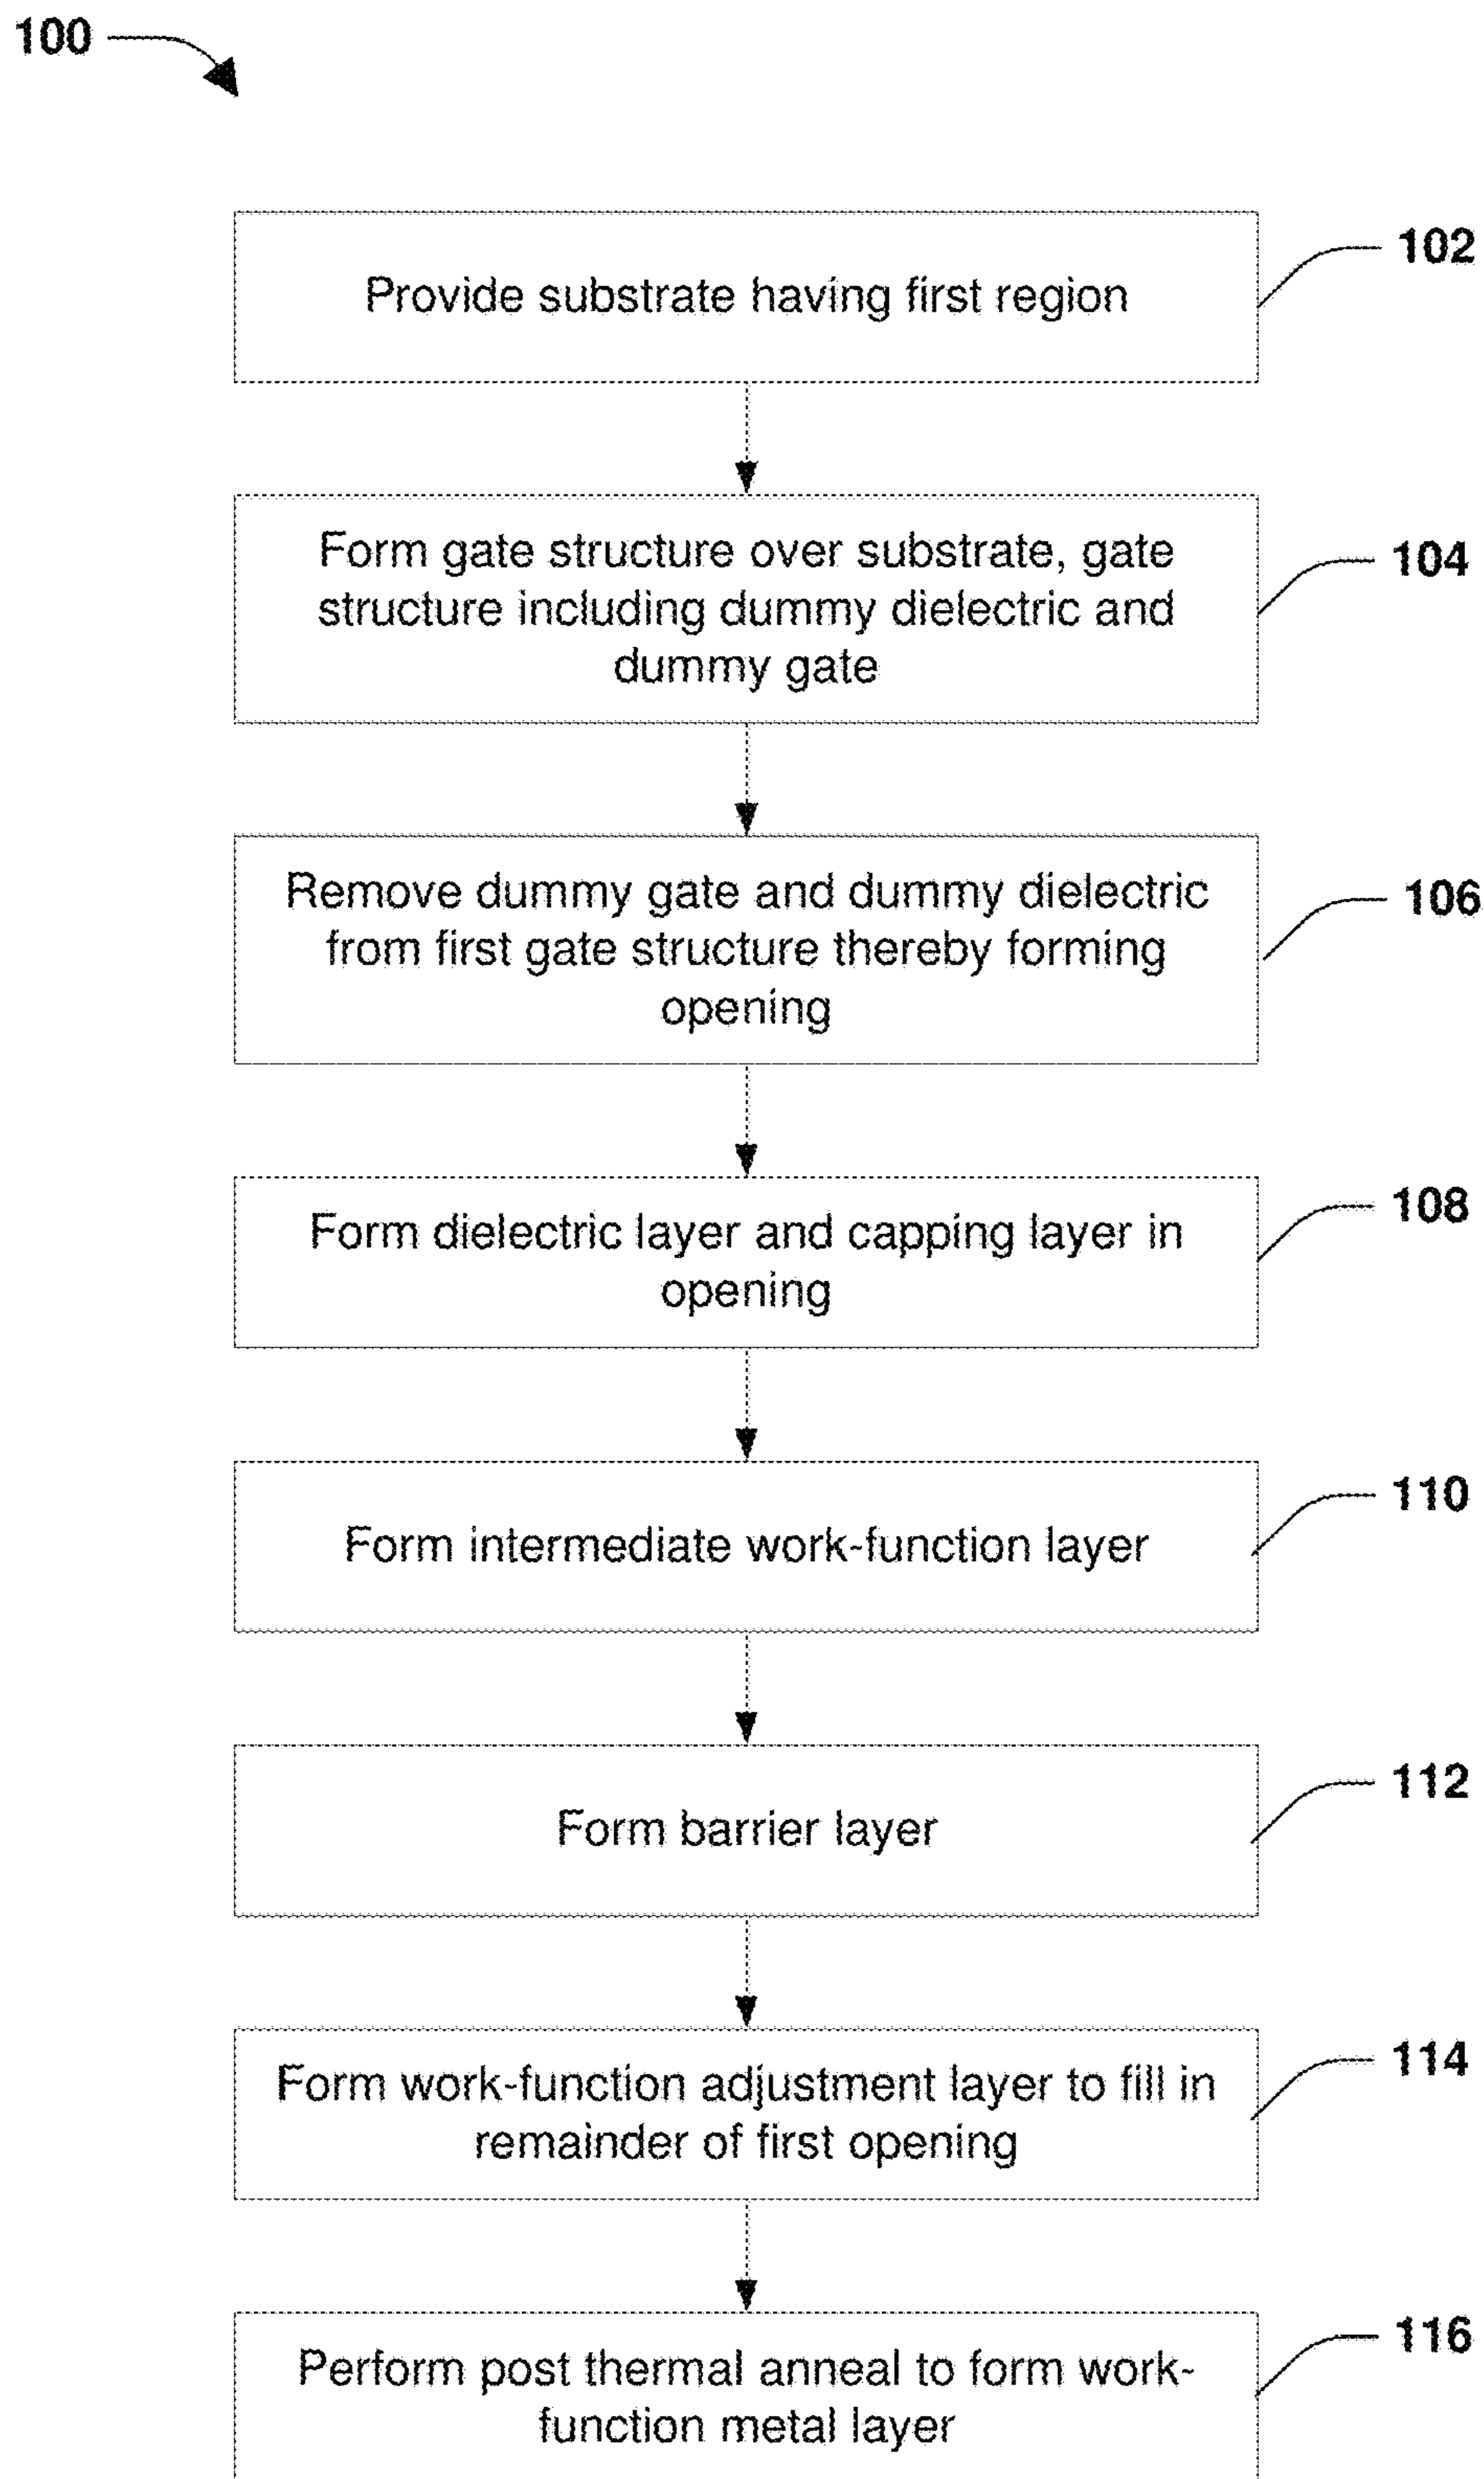 100
Provide substrate having first region
102
Form gate structure over substrate, gate
structure including dummy dielectric and
dummy gate
104
Remove dummy gate and dummy dielectric
from first gate structure thereby forming
opening
106
Form dielectric layer and capping layer in
opening
108
Form intermediate work-function layer
110
Form barrier layer
112
Form work-function adjustment layer to fill in
remainder of first opening
114
Perform post thermal anneal to form work-
function metal layer
116